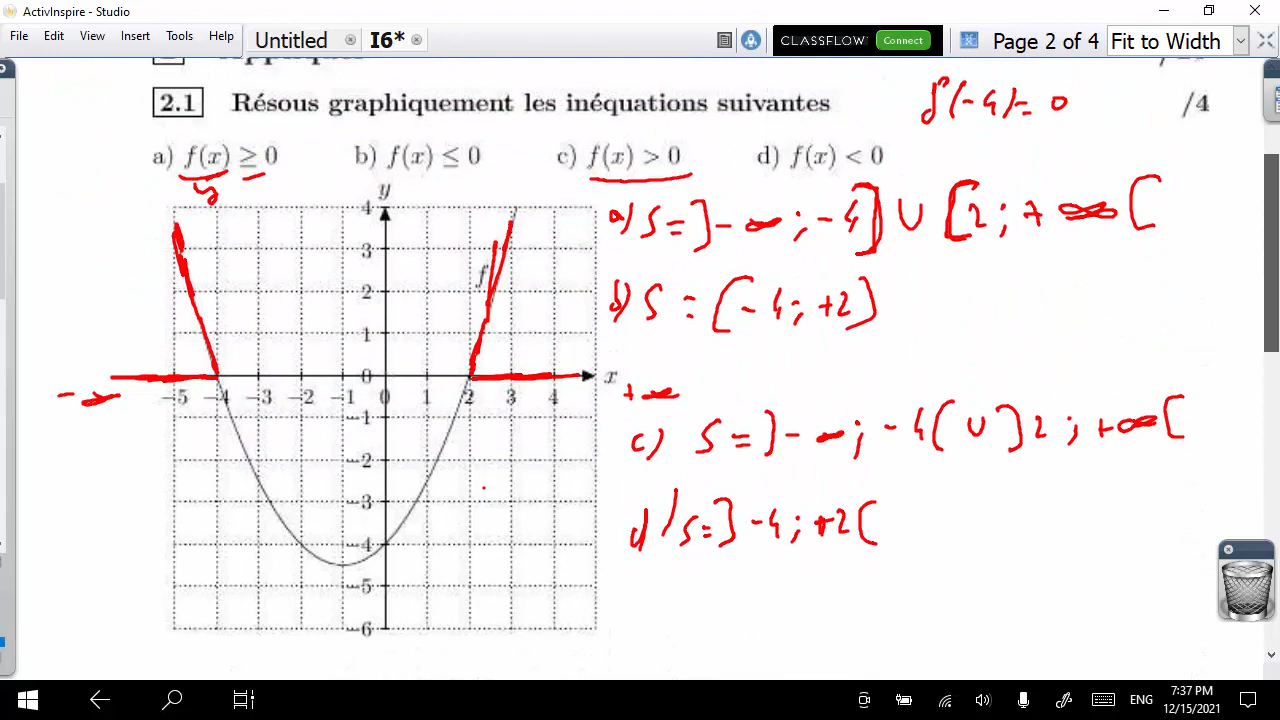 ActivInspire - Studio
File Edit View Insert Tools Help Untitled I6* CLASSFLOW Connect Page 2 of 4 Fit to Width
2.1 Résous graphiquement les inéquations suivantes f(-4)=0 /4
a) f(x) ≥ 0 b) f(x) ≤ 0 c) f(x) > 0 d) f(x) < 0
y
y
4
3
2
1
0
-1
-2
-3
-4
-5
-6
-5 -4 -3 -2 -1 0 1 2 3 4 x
f
a) S = ]-∞; -4] ∪ [2; +∞[
b) S = [-4; +2]
-∞ +∞
c) S = ]-∞; -4[ ∪ ]2; +∞[
d) S = ]-4; +2[
ENG 7:37 PM
12/15/2021